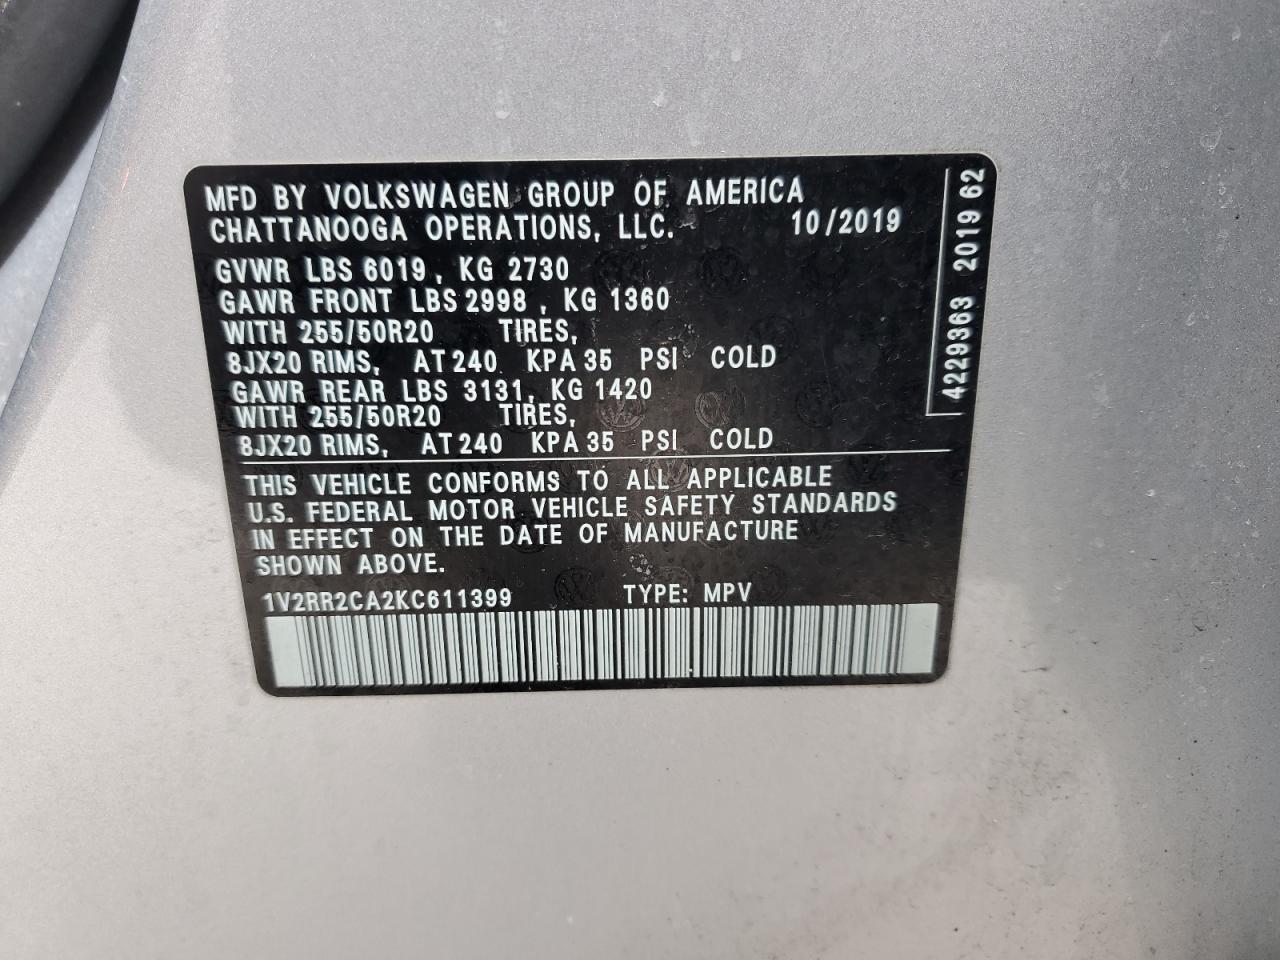 MFD BY VOLKSWAGEN GROUP OF AMERICA
CHATTANOOGA OPERATIONS, LLC. 10/2019
GVWR LBS 6019, KG 2730
GAWR FRONT LBS 2998, KG 1360
WITH 255/50R20 TIRES,
8JX20 RIMS, AT 240 KPA 35 PSI COLD
GAWR REAR LBS 3131, KG 1420
WITH 255/50R20 TIRES,
8JX20 RIMS, AT 240 KPA 35 PSI COLD
THIS VEHICLE CONFORMS TO ALL APPLICABLE
U.S. FEDERAL MOTOR VEHICLE SAFETY STANDARDS
IN EFFECT ON THE DATE OF MANUFACTURE
SHOWN ABOVE.
1V2RR2CA2KC611399 TYPE: MPV
4229363 2019 62